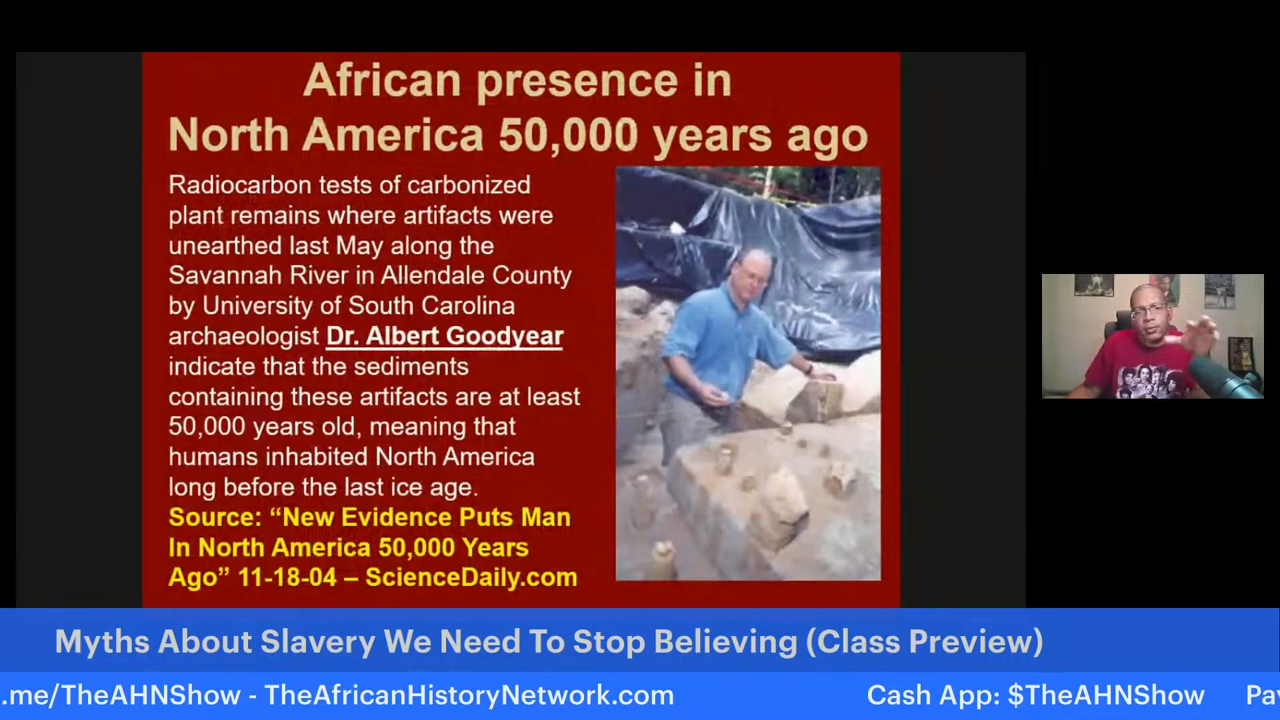 African presence in
North America 50,000 years ago
Radiocarbon tests of carbonized
plant remains where artifacts were
unearthed last May along the
Savannah River in Allendale County
by University of South Carolina
archaeologist Dr. Albert Goodyear
indicate that the sediments
containing these artifacts are at least
50,000 years old, meaning that
humans inhabited North America
long before the last ice age.
Source: “New Evidence Puts Man
In North America 50,000 Years
Ago” 11-18-04 – ScienceDaily.com
Myths About Slavery We Need To Stop Believing (Class Preview)
.me/TheAHNShow - TheAfricanHistoryNetwork.com Cash App: $TheAHNShow Pay